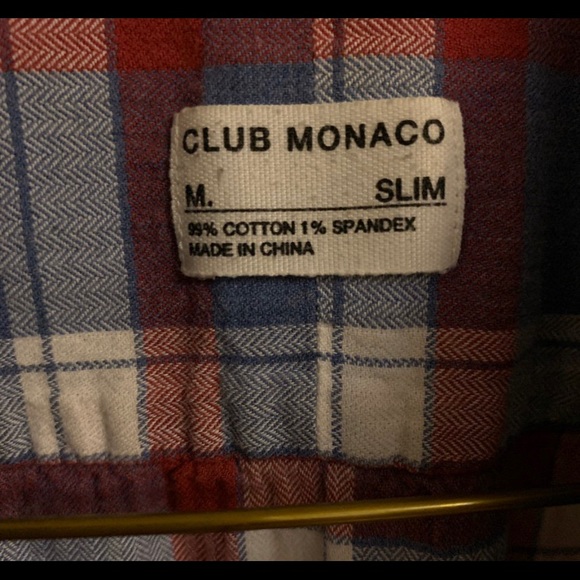 CLUB MONACO
M. SLIM
99% COTTON 1% SPANDEX
MADE IN CHINA